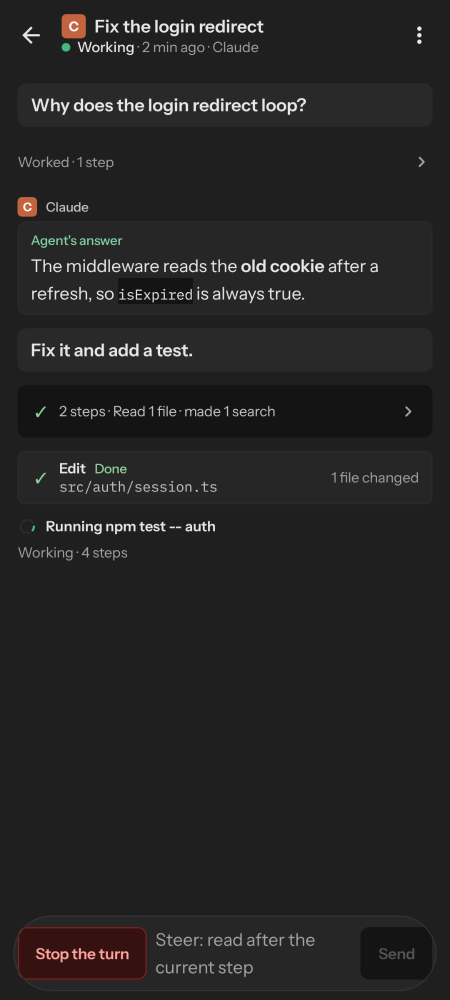 C Fix the login redirect
Working · 2 min ago · Claude
Why does the login redirect loop?
Worked · 1 step
C Claude
Agent's answer
The middleware reads the old cookie after a
refresh, so isExpired is always true.
Fix it and add a test.
✓ 2 steps · Read 1 file · made 1 search
✓ Edit Done
src/auth/session.ts
1 file changed
Running npm test -- auth
Working · 4 steps
Stop the turn
Steer: read after the
current step
Send